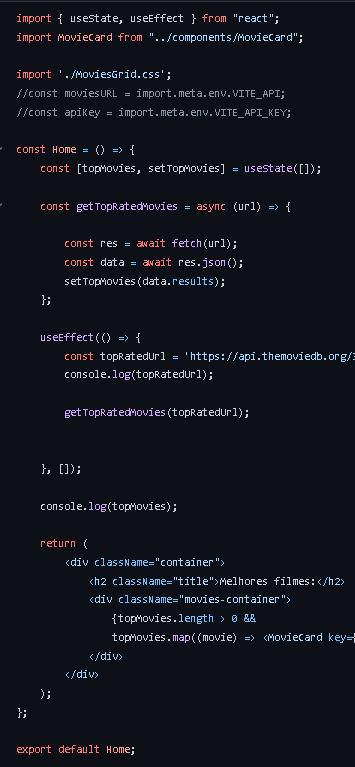 import { useState, useEffect } from "react";
import MovieCard from "../components/MovieCard";
import './MoviesGrid.css';
//const moviesURL = import.meta.env.VITE_API;
//const apiKey = import.meta.env.VITE_API_KEY;
const Home = () => {
const [topMovies, setTopMovies] = useState([]);
const getTopRatedMovies = async (url) => {
const res = await fetch(url);
const data = await res.json();
setTopMovies(data.results);
};
useEffect(() => {
const topRatedUrl = 'https://api.themoviedb.org/3
console.log(topRatedUrl);
getTopRatedMovies(topRatedUrl);
}, []);
console.log(topMovies);
return (
<div className="container">
<h2 className="title">Melhores filmes:</h2>
<div className="movies-container">
{topMovies.length > 0 &&
topMovies.map((movie) => <MovieCard key={
</div>
</div>
);
};
export default Home;